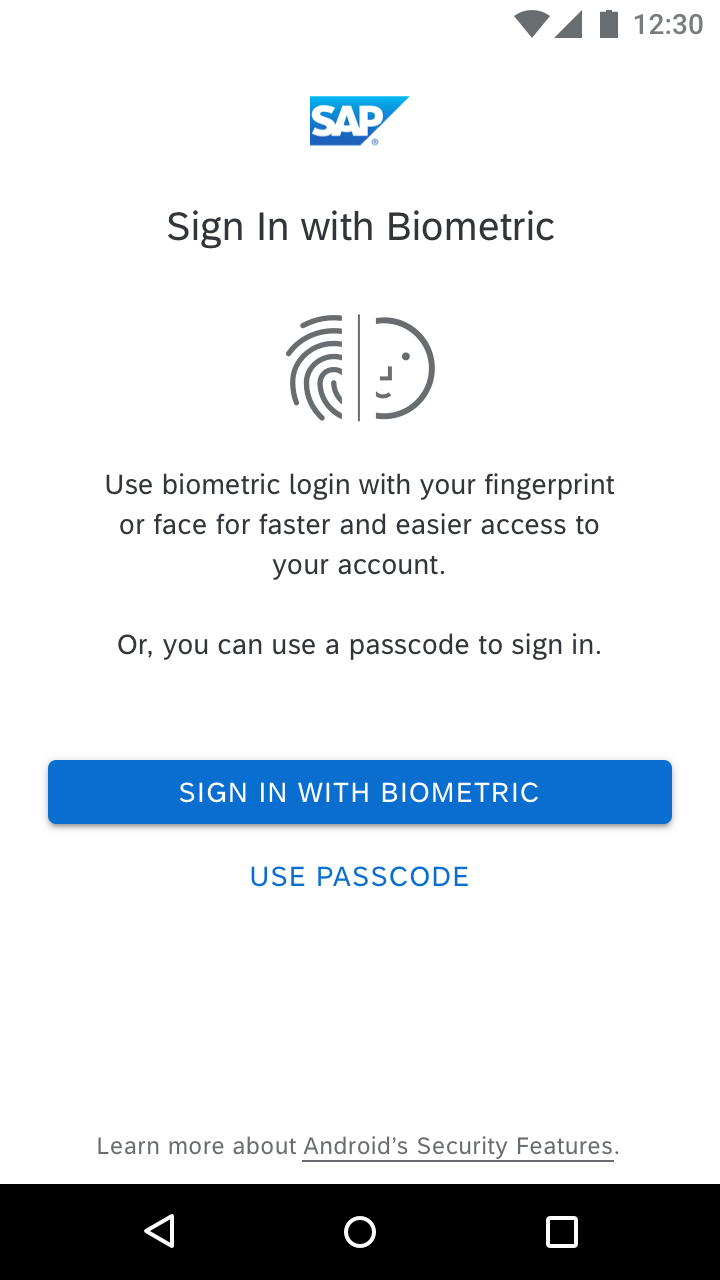 12:30
SAP®
Sign In with Biometric
Use biometric login with your fingerprint
or face for faster and easier access to
your account.
Or, you can use a passcode to sign in.
SIGN IN WITH BIOMETRIC
USE PASSCODE
Learn more about Android’s Security Features.